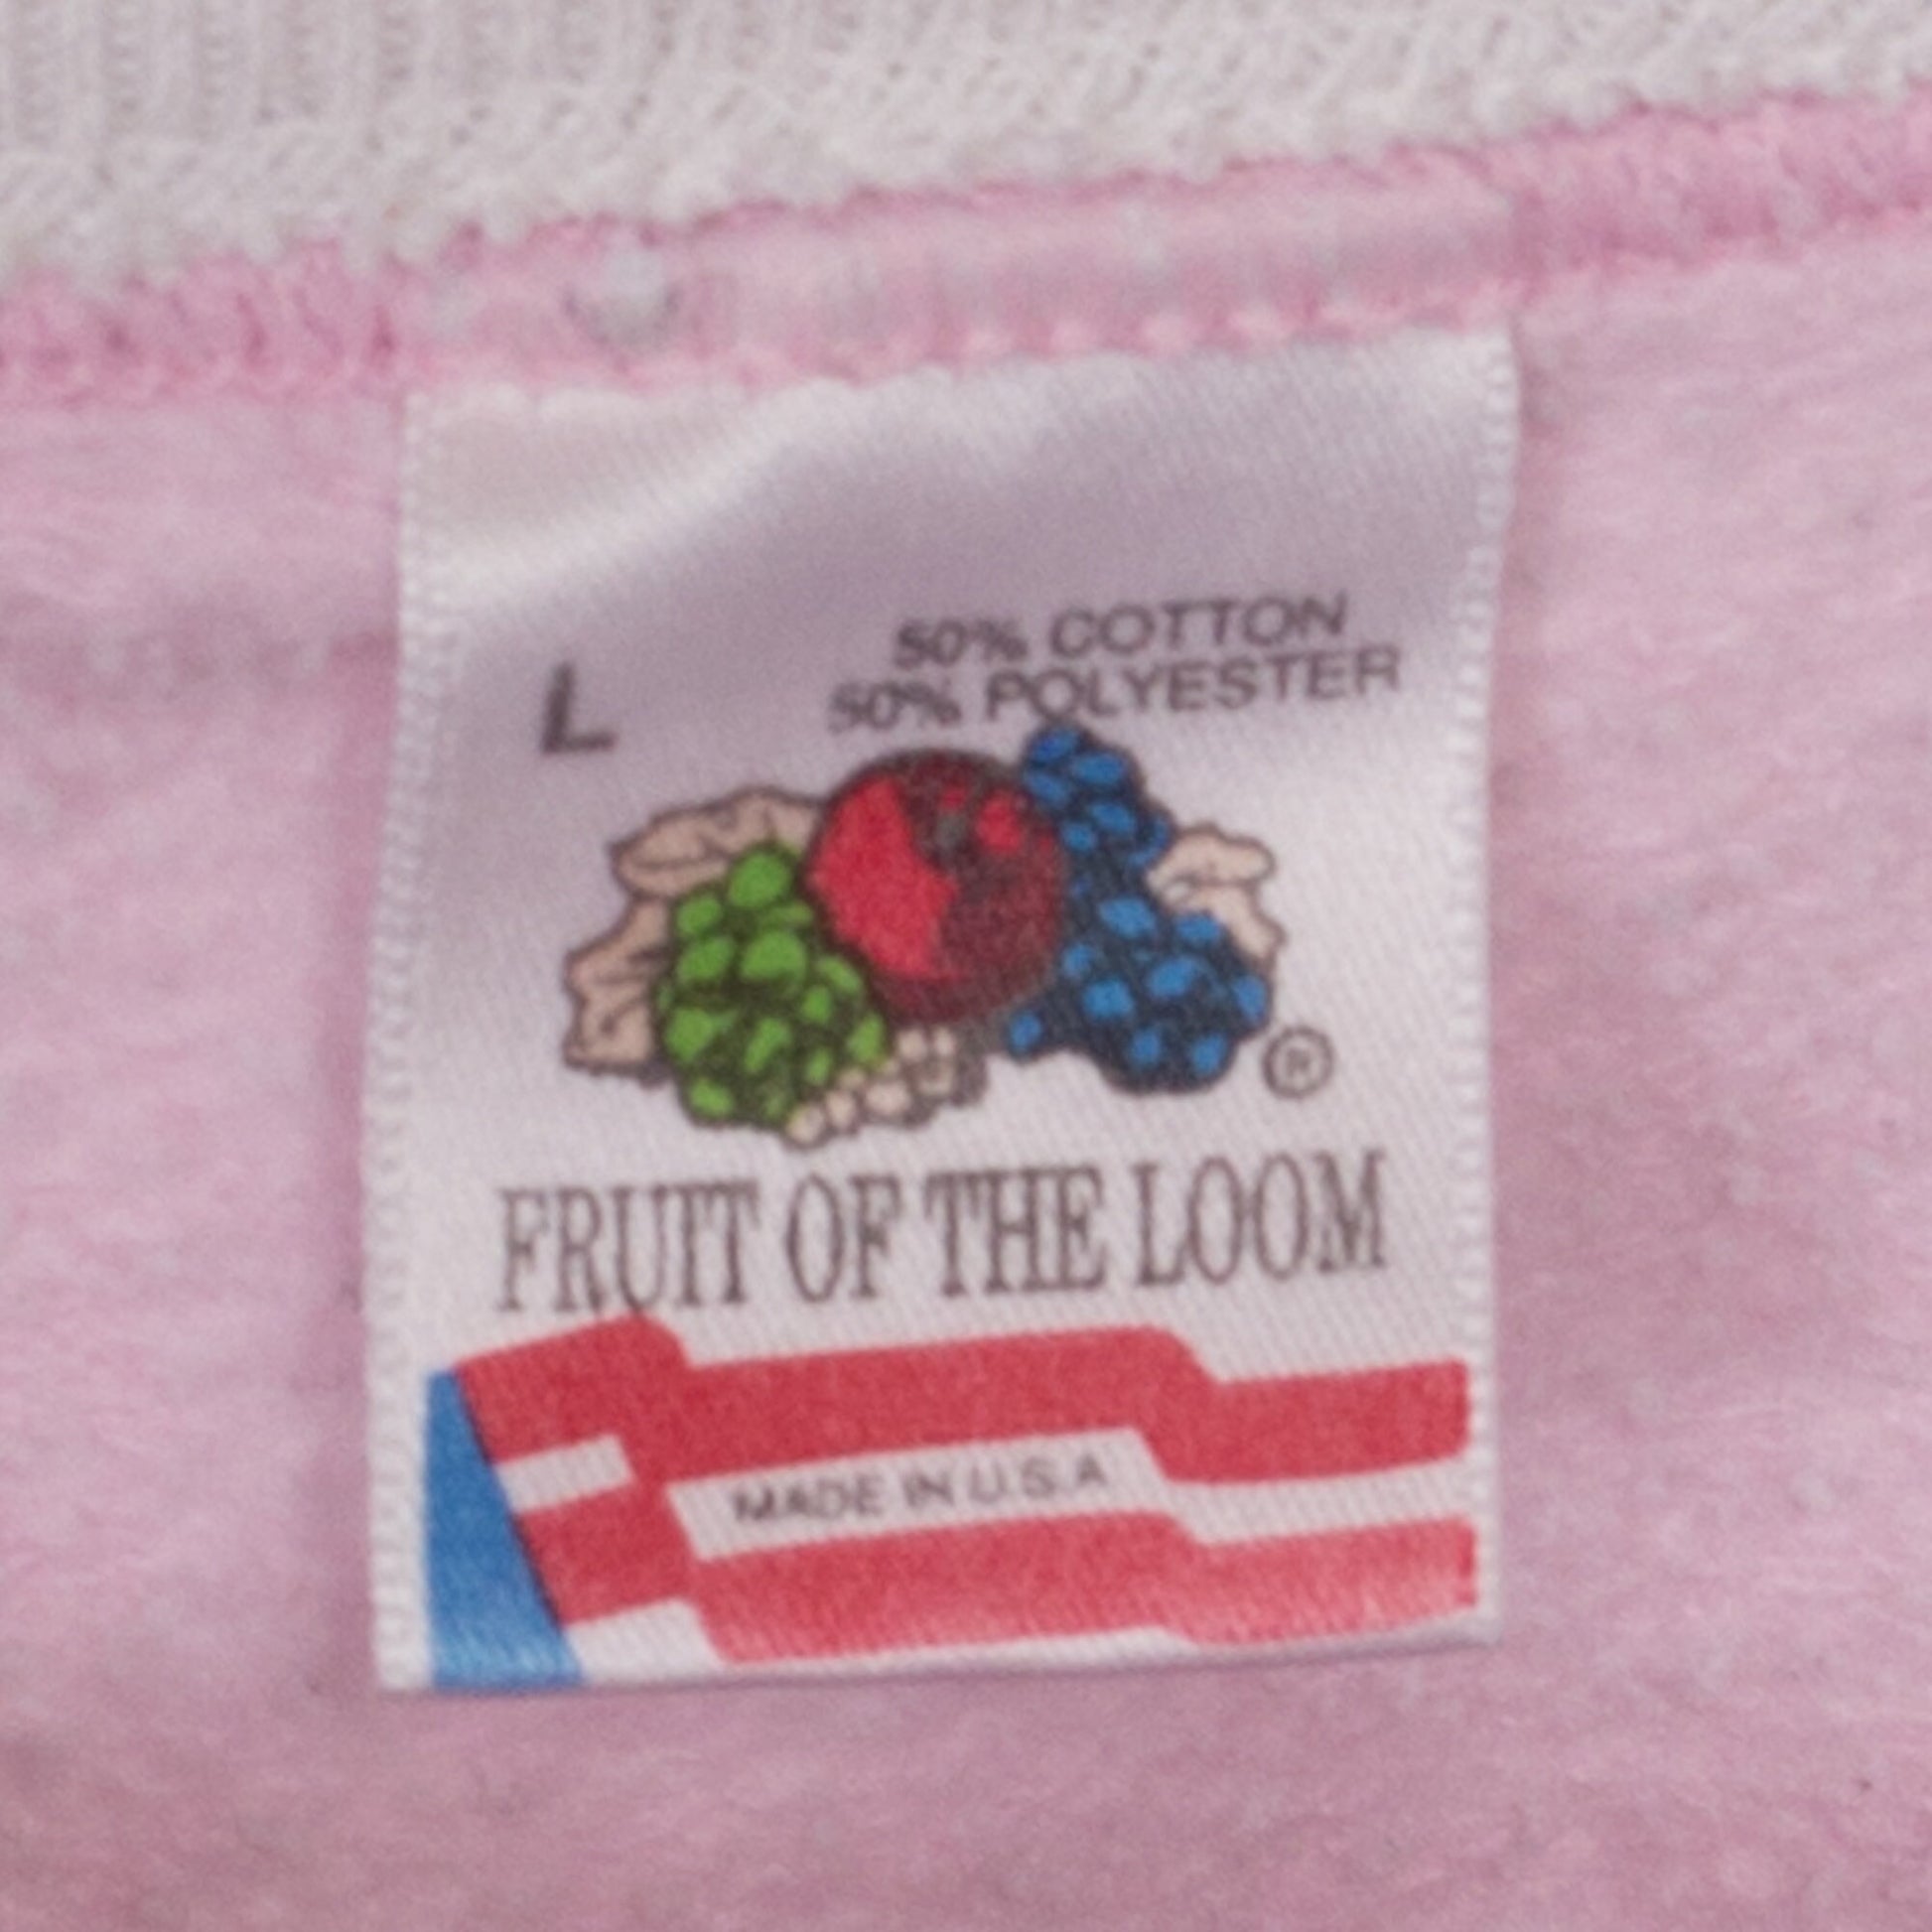 50% COTTON
L
50% POLYESTER
®
FRUIT OF THE LOOM
MADE IN U.S.A